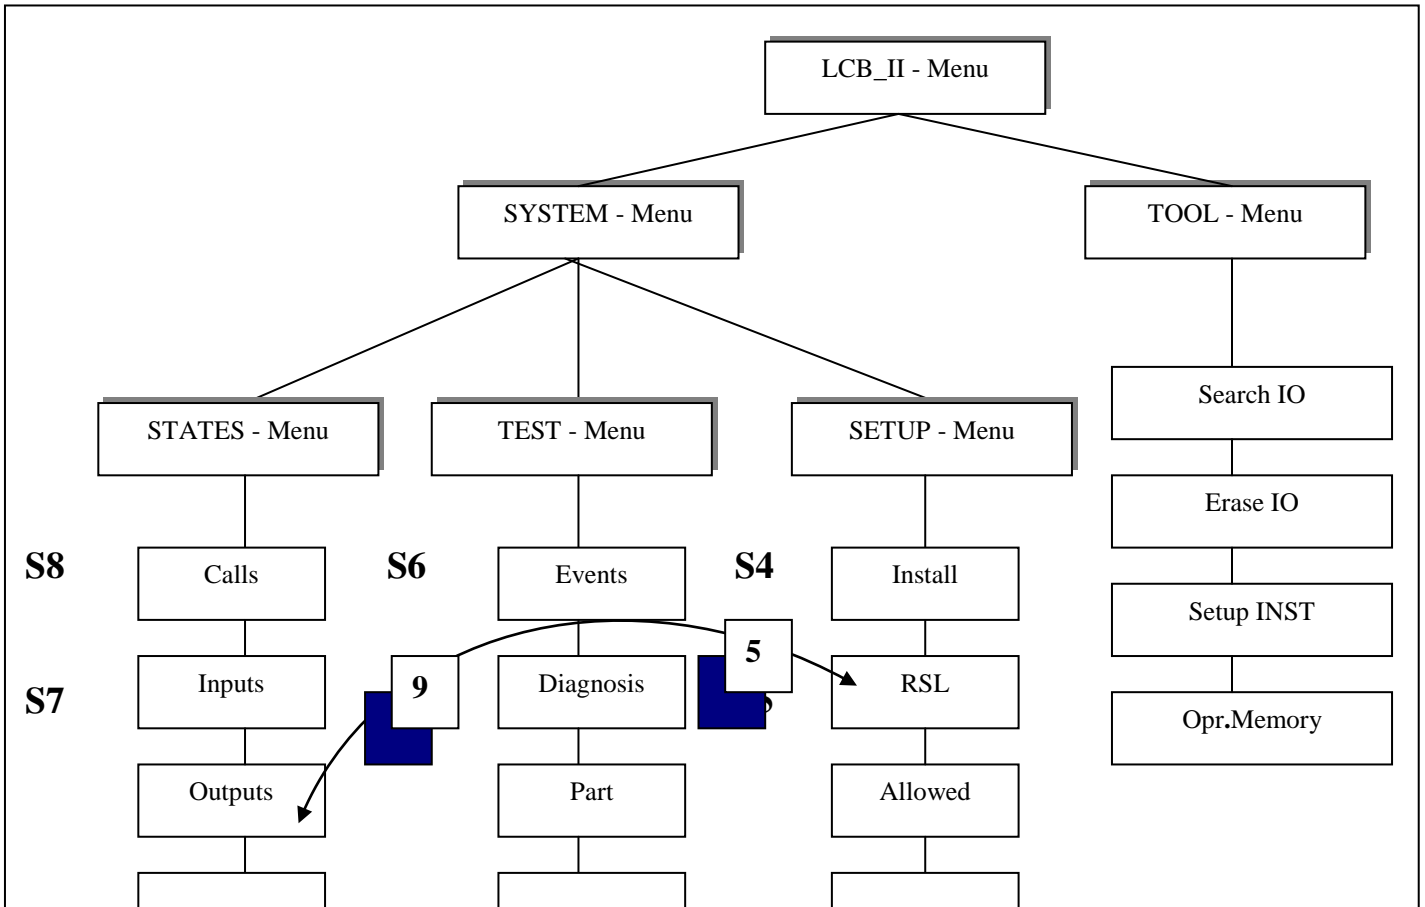 LCB_II - Menu
SYSTEM - Menu
TOOL - Menu
STATES - Menu
TEST - Menu
SETUP - Menu
Search IO
Erase IO
Setup INST
Opr.Memory
S8
Calls
S6
Events
S4
Install
S7
Inputs
9
Diagnosis
5
RSL
Outputs
Part
Allowed